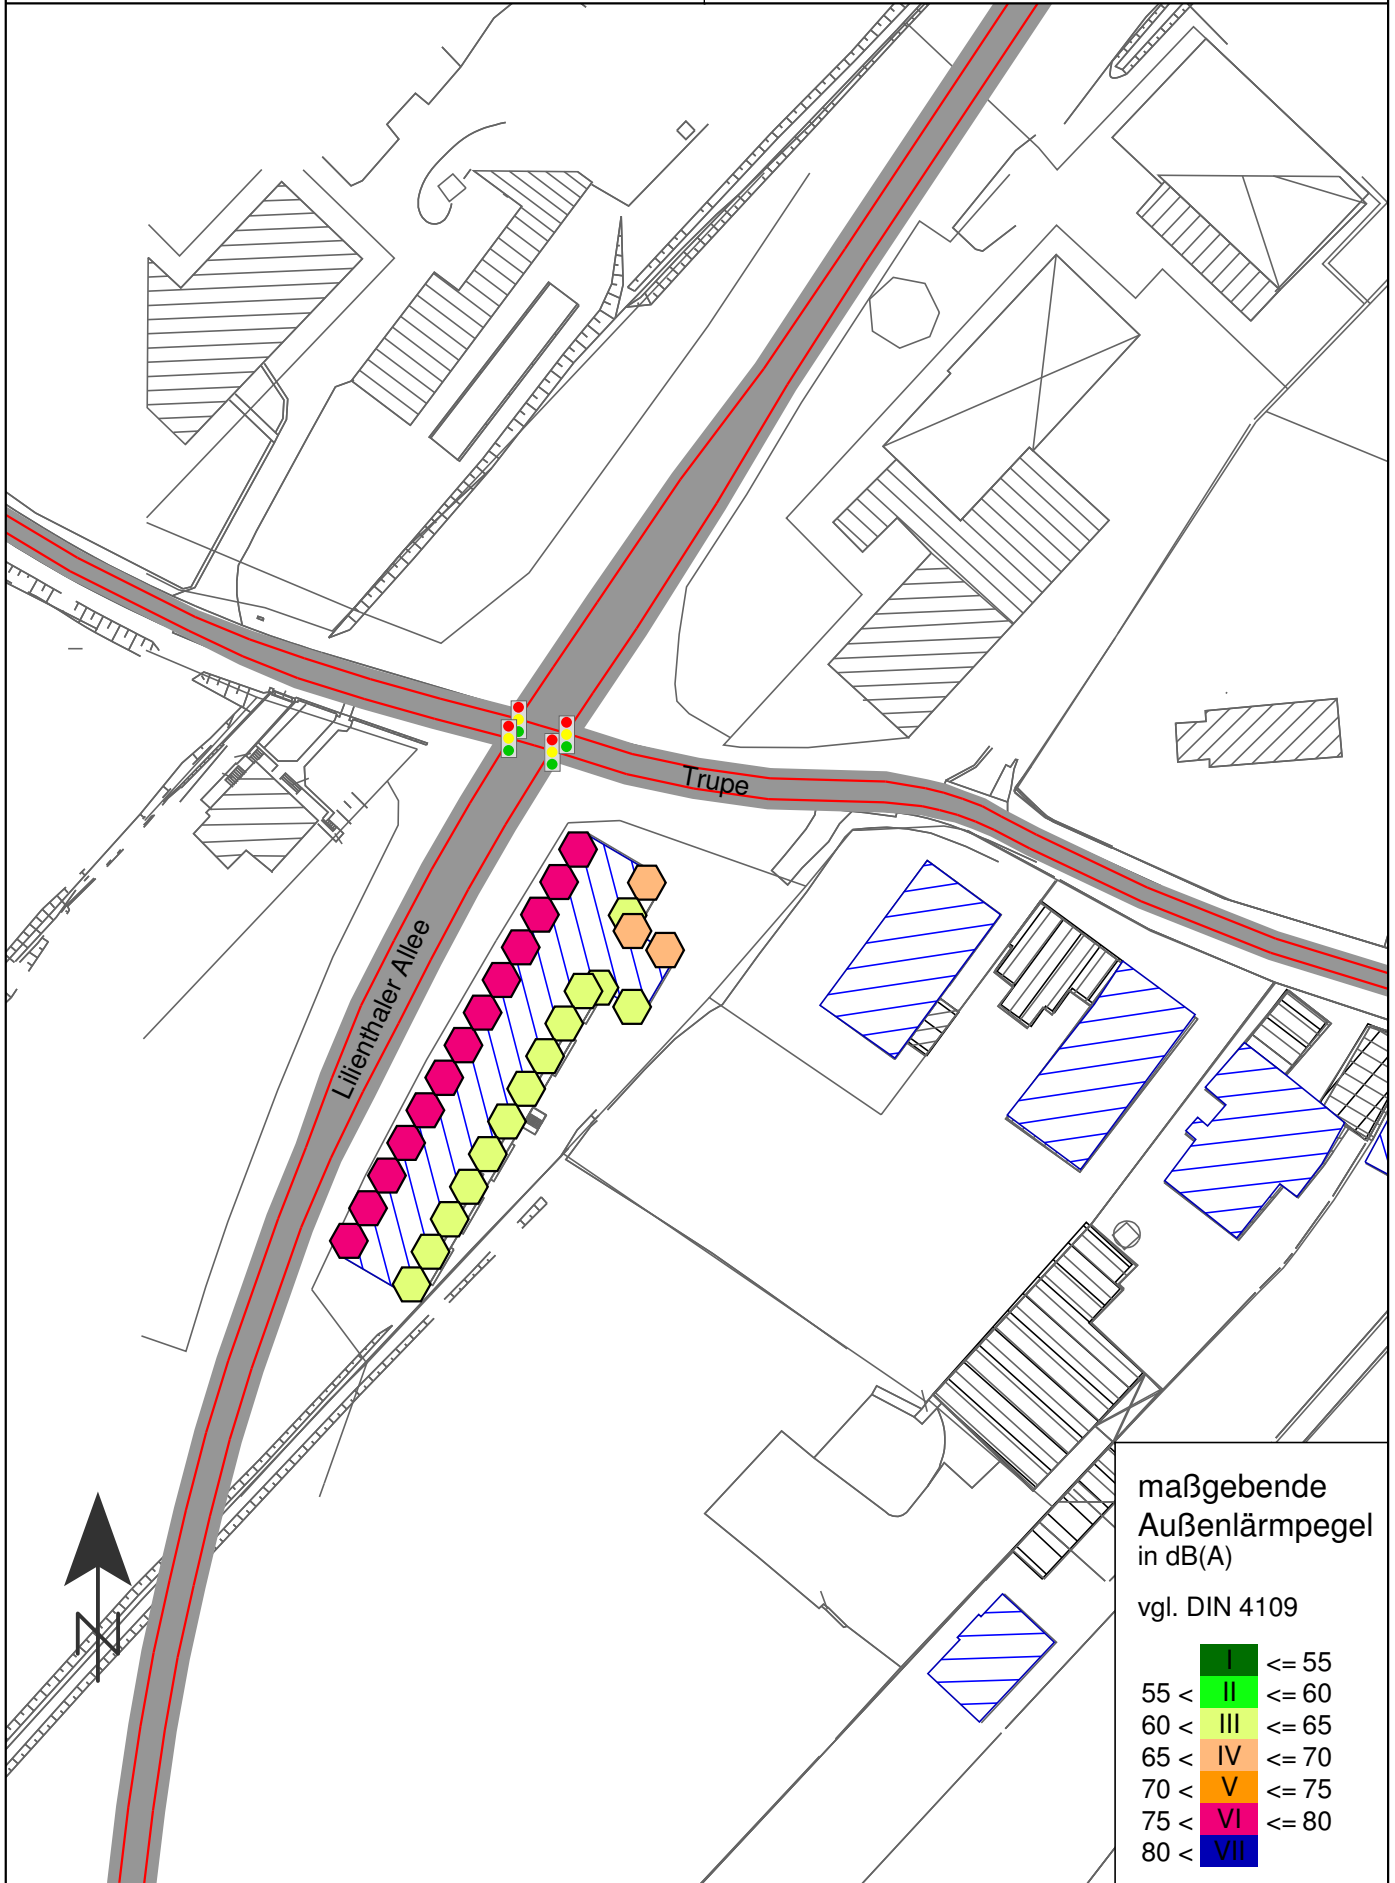 Trupe
Lilienthaler Allee
N
maßgebende
Außenlärmpegel
in dB(A)
vgl. DIN 4109
I <= 55
55 < II <= 60
60 < III <= 65
65 < IV <= 70
70 < V <= 75
75 < VI <= 80
80 < VII